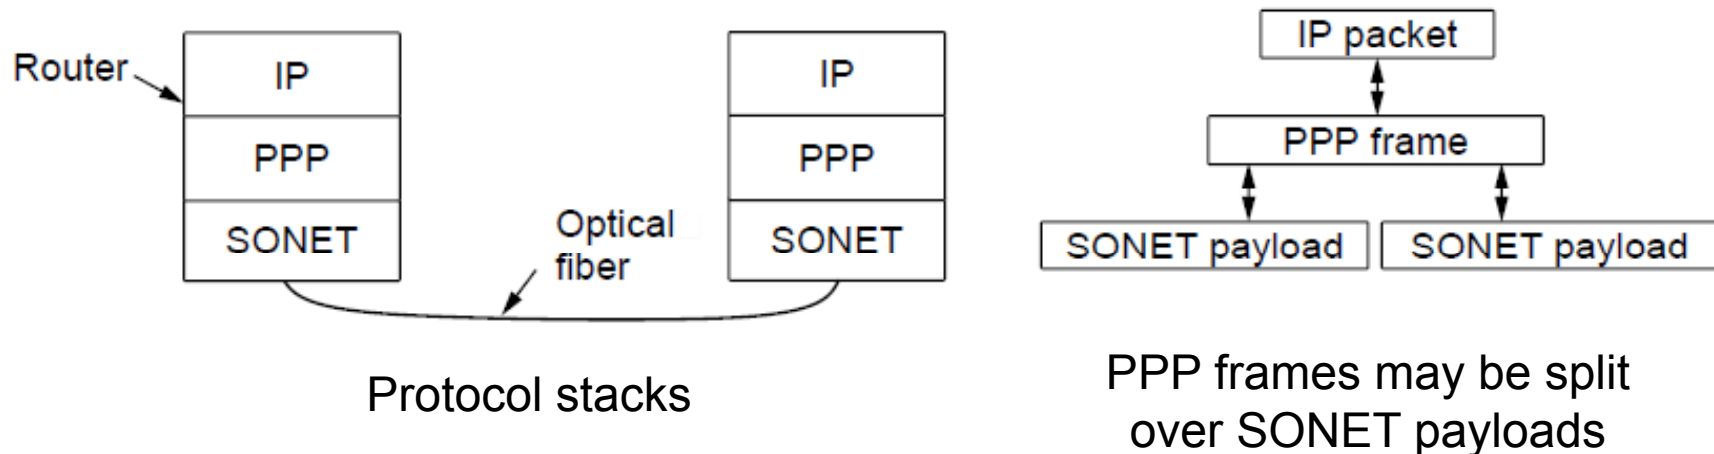 Router
IP
PPP
SONET
Optical
fiber
IP
PPP
SONET
Protocol stacks
IP packet
PPP frame
SONET payload
SONET payload
PPP frames may be split
over SONET payloads